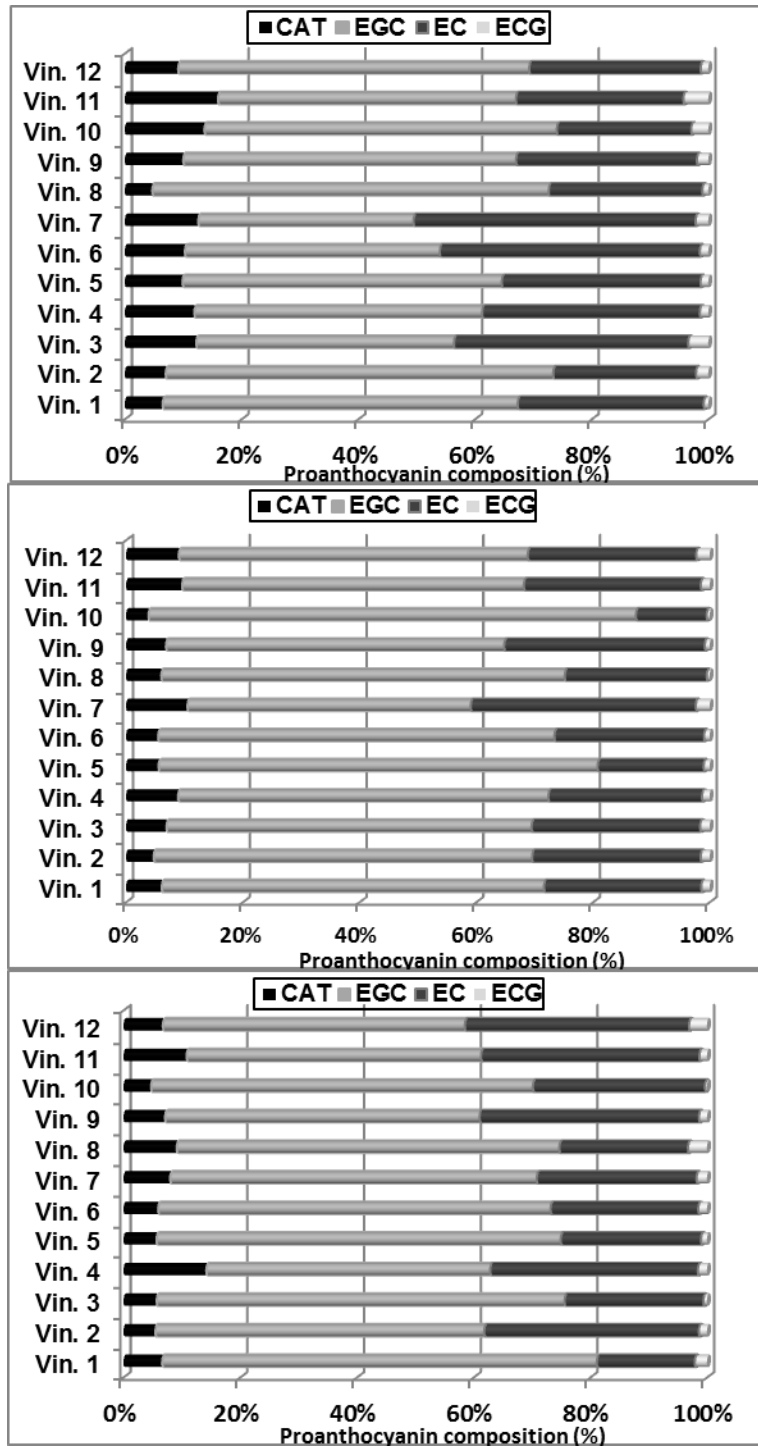 CAT EGC EC ECG
Vin. 12
Vin. 11
Vin. 10
Vin. 9
Vin. 8
Vin. 7
Vin. 6
Vin. 5
Vin. 4
Vin. 3
Vin. 2
Vin. 1
0% 20% 40% 60% 80% 100%
Proanthocyanin composition (%)
CAT EGC EC ECG
Vin. 12
Vin. 11
Vin. 10
Vin. 9
Vin. 8
Vin. 7
Vin. 6
Vin. 5
Vin. 4
Vin. 3
Vin. 2
Vin. 1
0% 20% 40% 60% 80% 100%
Proanthocyanin composition (%)
CAT EGC EC ECG
Vin. 12
Vin. 11
Vin. 10
Vin. 9
Vin. 8
Vin. 7
Vin. 6
Vin. 5
Vin. 4
Vin. 3
Vin. 2
Vin. 1
0% 20% 40% 60% 80% 100%
Proanthocyanin composition (%)